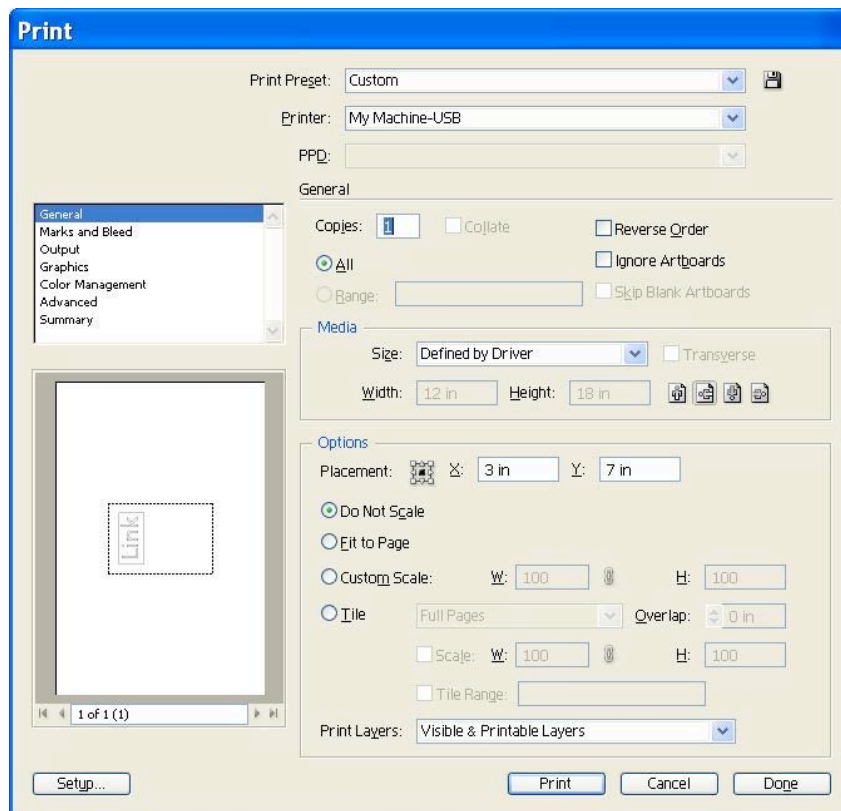 Print
Print Preset: Custom
Printer: My Machine-USB
PPD:
General
Marks and Bleed
Output
Graphics
Color Management
Advanced
Summary
General
Copies: 1 Collate Reverse Order
All Ignore Artboards
Range: Skip Blank Artboards
Media
Size: Defined by Driver Transverse
Width: 12 in Height: 18 in
Link
1 of 1 (1)
Options
Placement: X: 3 in Y: 7 in
Do Not Scale
Fit to Page
Custom Scale: W: 100 H: 100
Tile Full Pages Overlap: 0 in
Scale: W: 100 H: 100
Tile Range:
Print Layers: Visible & Printable Layers
Setup... Print Cancel Done